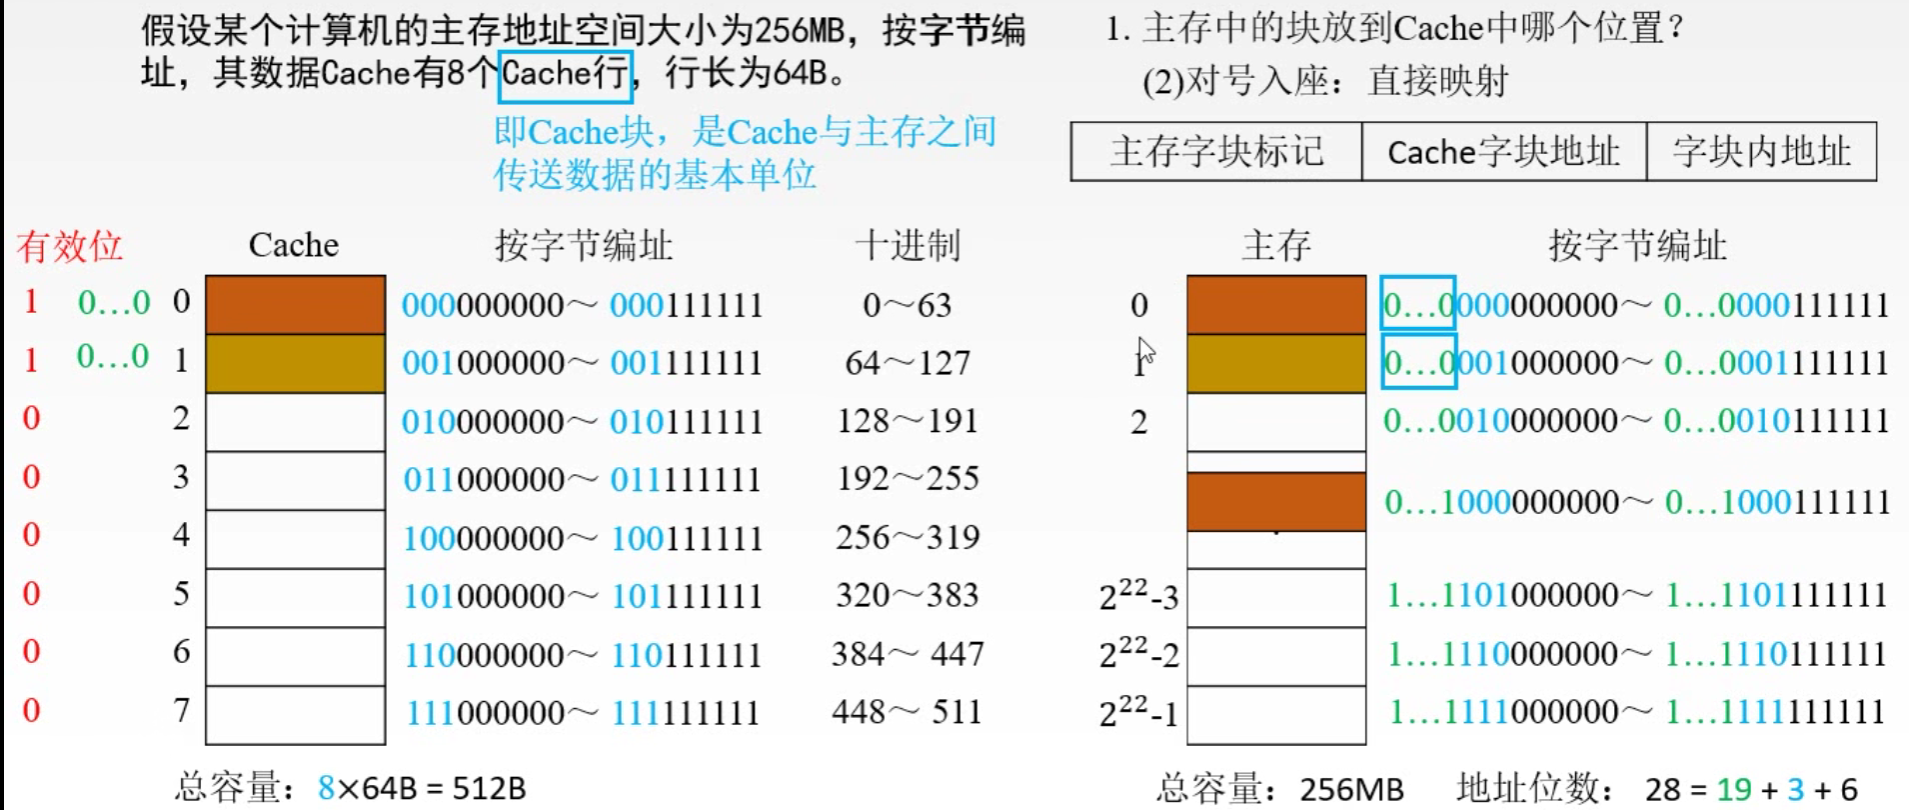 假设某个计算机的主存地址空间大小为256MB，按字节编
址，其数据Cache有8个Cache行，行长为64B。
即Cache块，是Cache与主存之间
传送数据的基本单位
1. 主存中的块放到Cache中哪个位置？
(2)对号入座：直接映射
主存字块标记 Cache字块地址 字块内地址
有效位 Cache 按字节编址 十进制
1 0…0 0 000000000～ 000111111 0～63
1 0…0 1 001000000～ 001111111 64～127
0 2 010000000～ 010111111 128～191
0 3 011000000～ 011111111 192～255
0 4 100000000～ 100111111 256～319
0 5 101000000～ 101111111 320～383
0 6 110000000～ 110111111 384～ 447
0 7 111000000～ 111111111 448～ 511
总容量：8×64B = 512B
主存 按字节编址
0 0…0000000000～ 0…0000111111
1 0…0001000000～ 0…0001111111
2 0…0010000000～ 0…0010111111
0…1000000000～ 0…1000111111
2²²-3 1…1101000000～ 1…1101111111
2²²-2 1…1110000000～ 1…1110111111
2²²-1 1…1111000000～ 1…1111111111
总容量：256MB 地址位数： 28 = 19 + 3 + 6